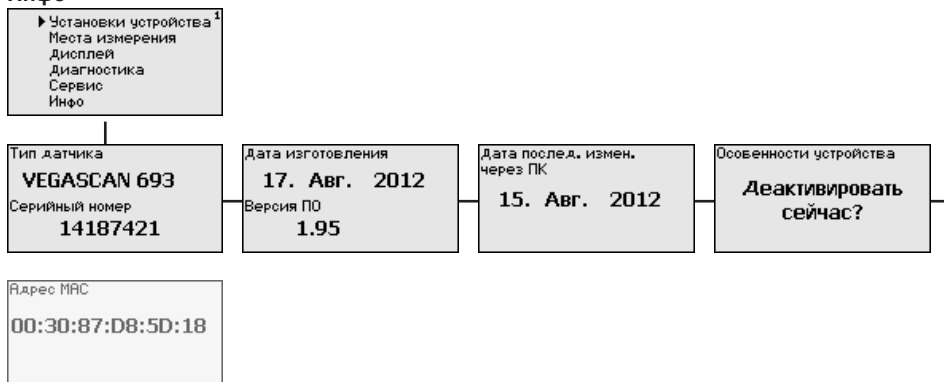 Инфо
▶Установки устройства 1
Места измерения
Дисплей
Диагностика
Сервис
Инфо
Тип датчика
VEGASCAN 693
Серийный номер
14187421
Дата изготовления
17. Авг. 2012
Версия ПО
1.95
Дата послед. измен.
через ПК
15. Авг. 2012
Особенности устройства
Деактивировать
сейчас?
Адрес MAC
00:30:87:D8:5D:18